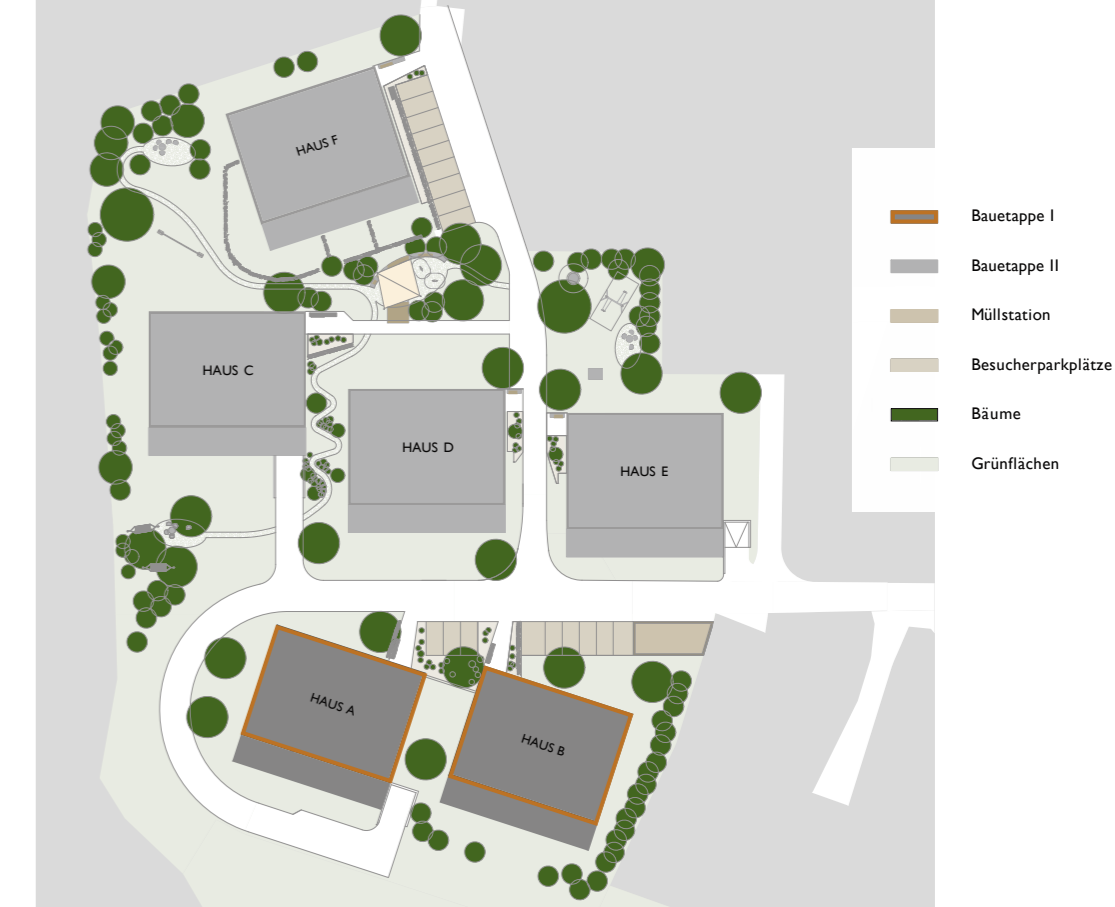 HAUS F
HAUS C
HAUS D
HAUS E
HAUS A
HAUS B
Bauetappe I
Bauetappe II
Müllstation
Besucherparkplätze
Bäume
Grünflächen